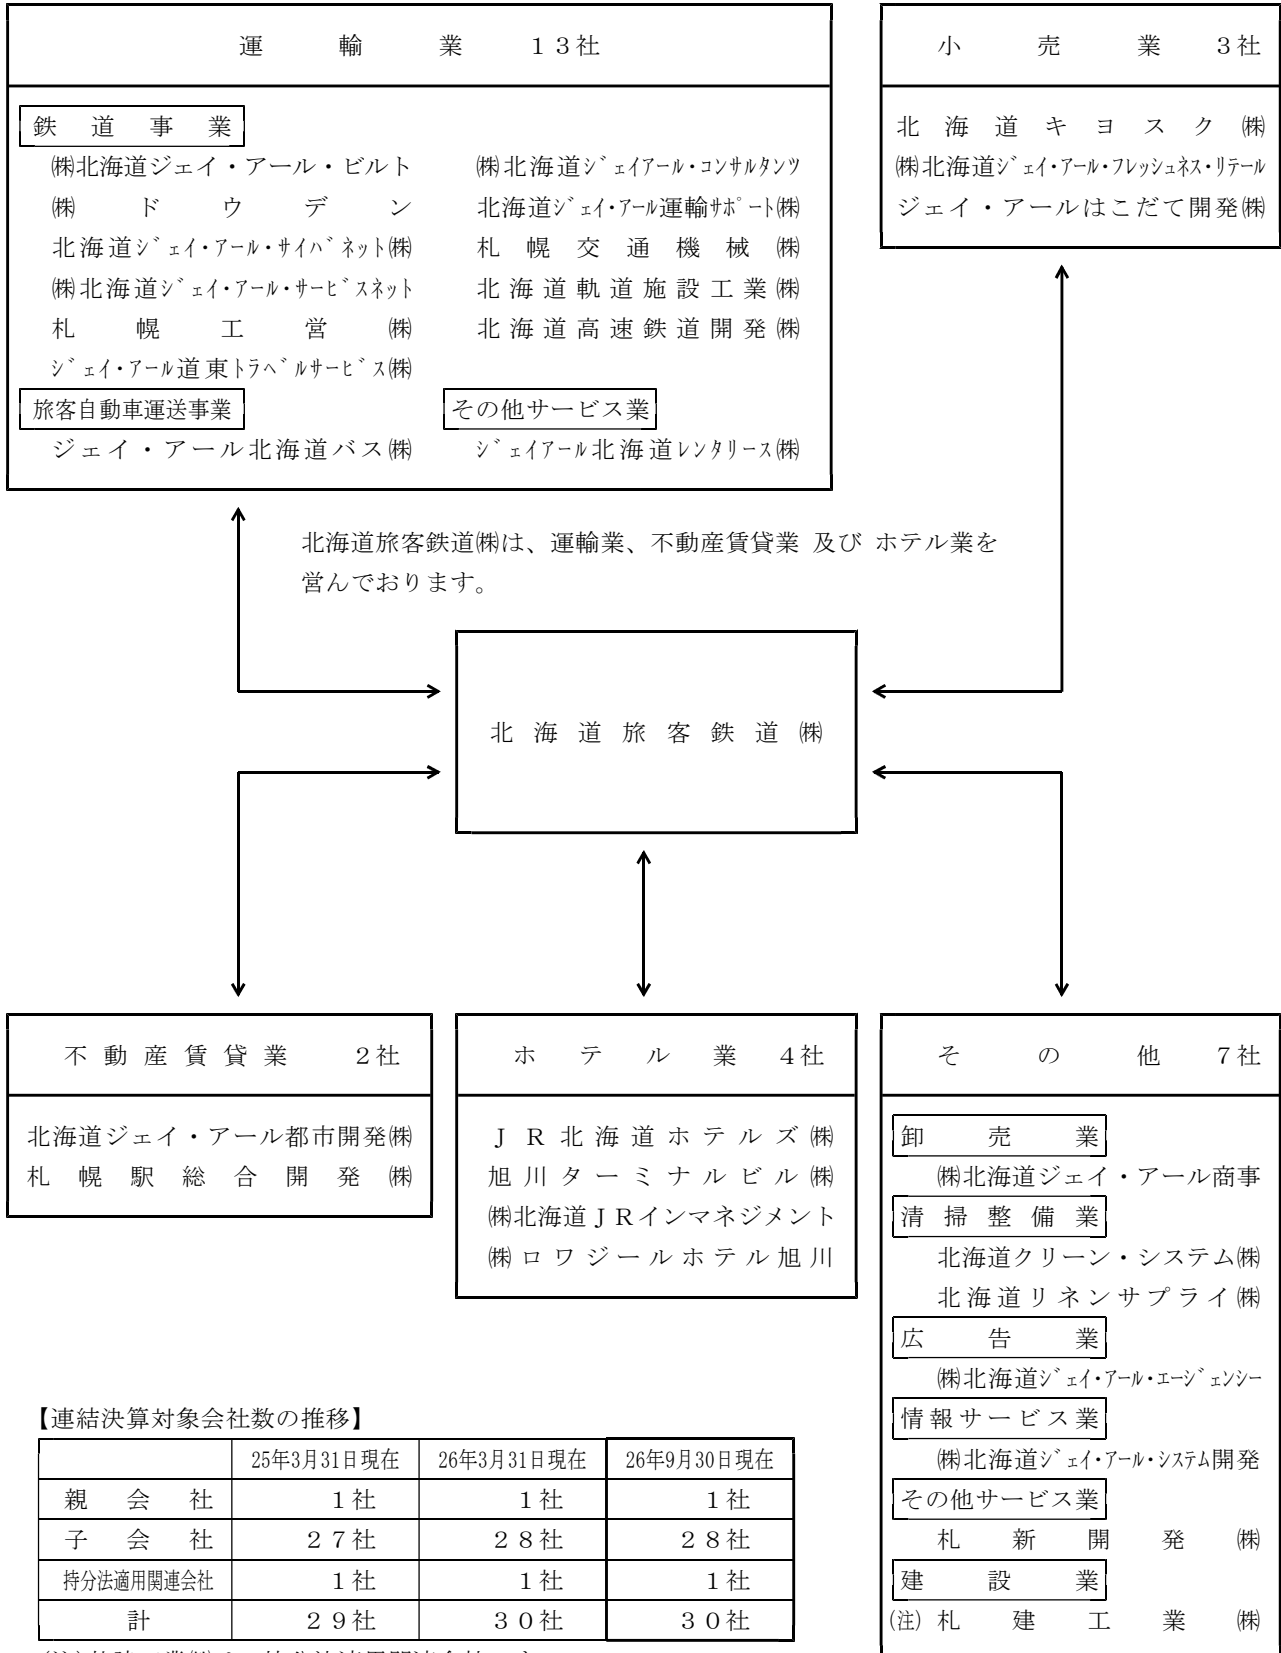 運輸業 13社
鉄道事業
㈱北海道ジェイ・アール・ビルト
㈱ドウデン
北海道ｼﾞｪｲ・ｱｰﾙ・ｻｲﾊﾞﾈｯﾄ㈱
㈱北海道ｼﾞｪｲ・ｱｰﾙ・ｻｰﾋﾞｽﾈｯﾄ
札幌工営㈱
ｼﾞｪｲ・ｱｰﾙ道東ﾄﾗﾍﾞﾙｻｰﾋﾞｽ㈱
㈱北海道ｼﾞｪｲｱｰﾙ・ｺﾝｻﾙﾀﾝﾂ
北海道ｼﾞｪｲ・ｱｰﾙ運輸ｻﾎﾟｰﾄ㈱
札幌交通機械㈱
北海道軌道施設工業㈱
北海道高速鉄道開発㈱
旅客自動車運送事業
ジェイ・アール北海道バス㈱
その他サービス業
ｼﾞｪｲｱｰﾙ北海道ﾚﾝﾀﾘｰｽ㈱
小売業 3社
北海道キヨスク㈱
㈱北海道ｼﾞｪｲ・ｱｰﾙ・ﾌﾚｯｼｭﾈｽ・ﾘﾃｰﾙ
ジェイ・アールはこだて開発㈱
北海道旅客鉄道㈱は、運輸業、不動産賃貸業 及び ホテル業を
営んでおります。
北海道旅客鉄道㈱
不動産賃貸業 2社
北海道ジェイ・アール都市開発㈱
札幌駅総合開発㈱
ホテル業 4社
JR北海道ホテルズ㈱
旭川ターミナルビル㈱
㈱北海道JRインマネジメント
㈱ロワジールホテル旭川
その他 7社
卸売業
㈱北海道ジェイ・アール商事
清掃整備業
北海道クリーン・システム㈱
北海道リネンサプライ㈱
広告業
㈱北海道ｼﾞｪｲ・ｱｰﾙ・ｴｰｼﾞｪﾝｼｰ
情報サービス業
㈱北海道ｼﾞｪｲ・ｱｰﾙ・ｼｽﾃﾑ開発
その他サービス業
札新開発㈱
建設業
(注) 札建工業㈱
【連結決算対象会社数の推移】
25年3月31日現在 26年3月31日現在 26年9月30日現在
親会社 1社 1社 1社
子会社 27社 28社 28社
持分法適用関連会社 1社 1社 1社
計 29社 30社 30社